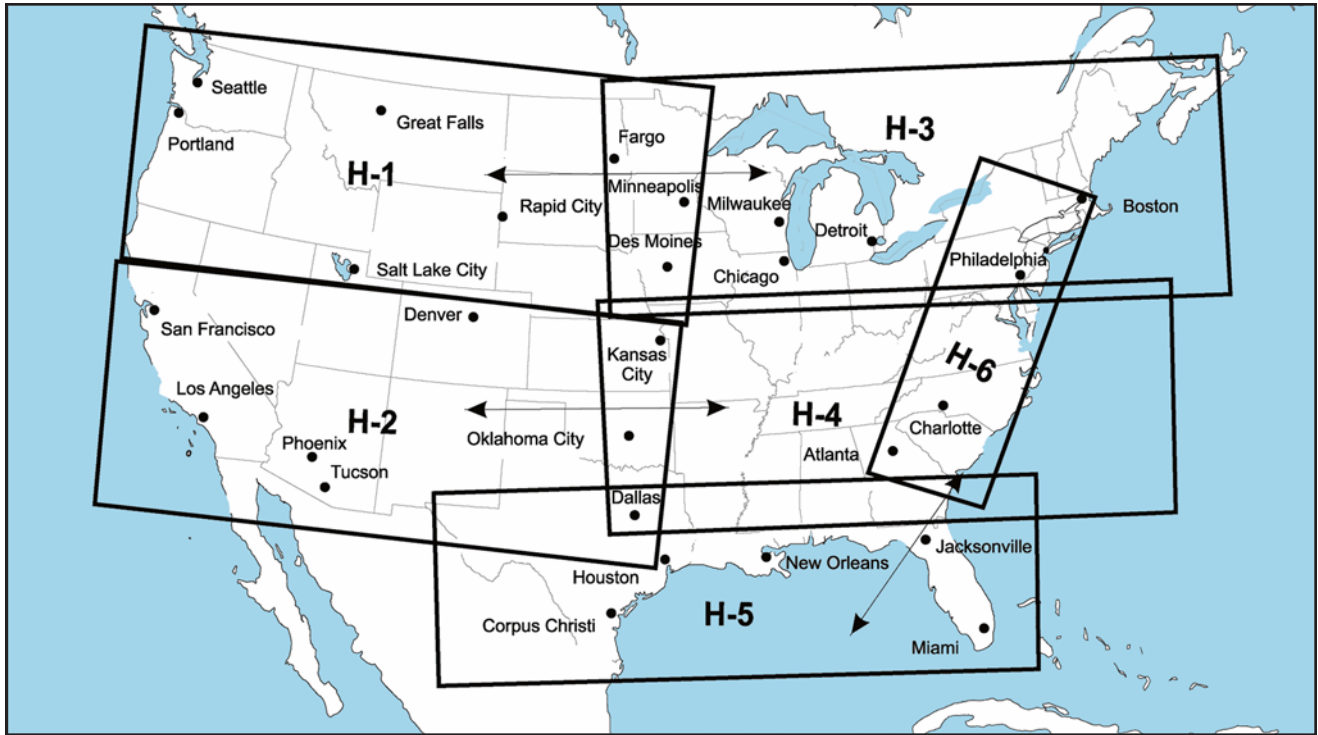 Seattle
Great Falls
Portland
H-1
Fargo
H-3
Minneapolis
Rapid City
Milwaukee
Boston
Detroit
Des Moines
Philadelphia
Salt Lake City
Chicago
Denver
San Francisco
Kansas
City
H-6
Los Angeles
H-2
H-4
Oklahoma City
Charlotte
Phoenix
Atlanta
Tucson
Dallas
Jacksonville
New Orleans
Houston
H-5
Corpus Christi
Miami